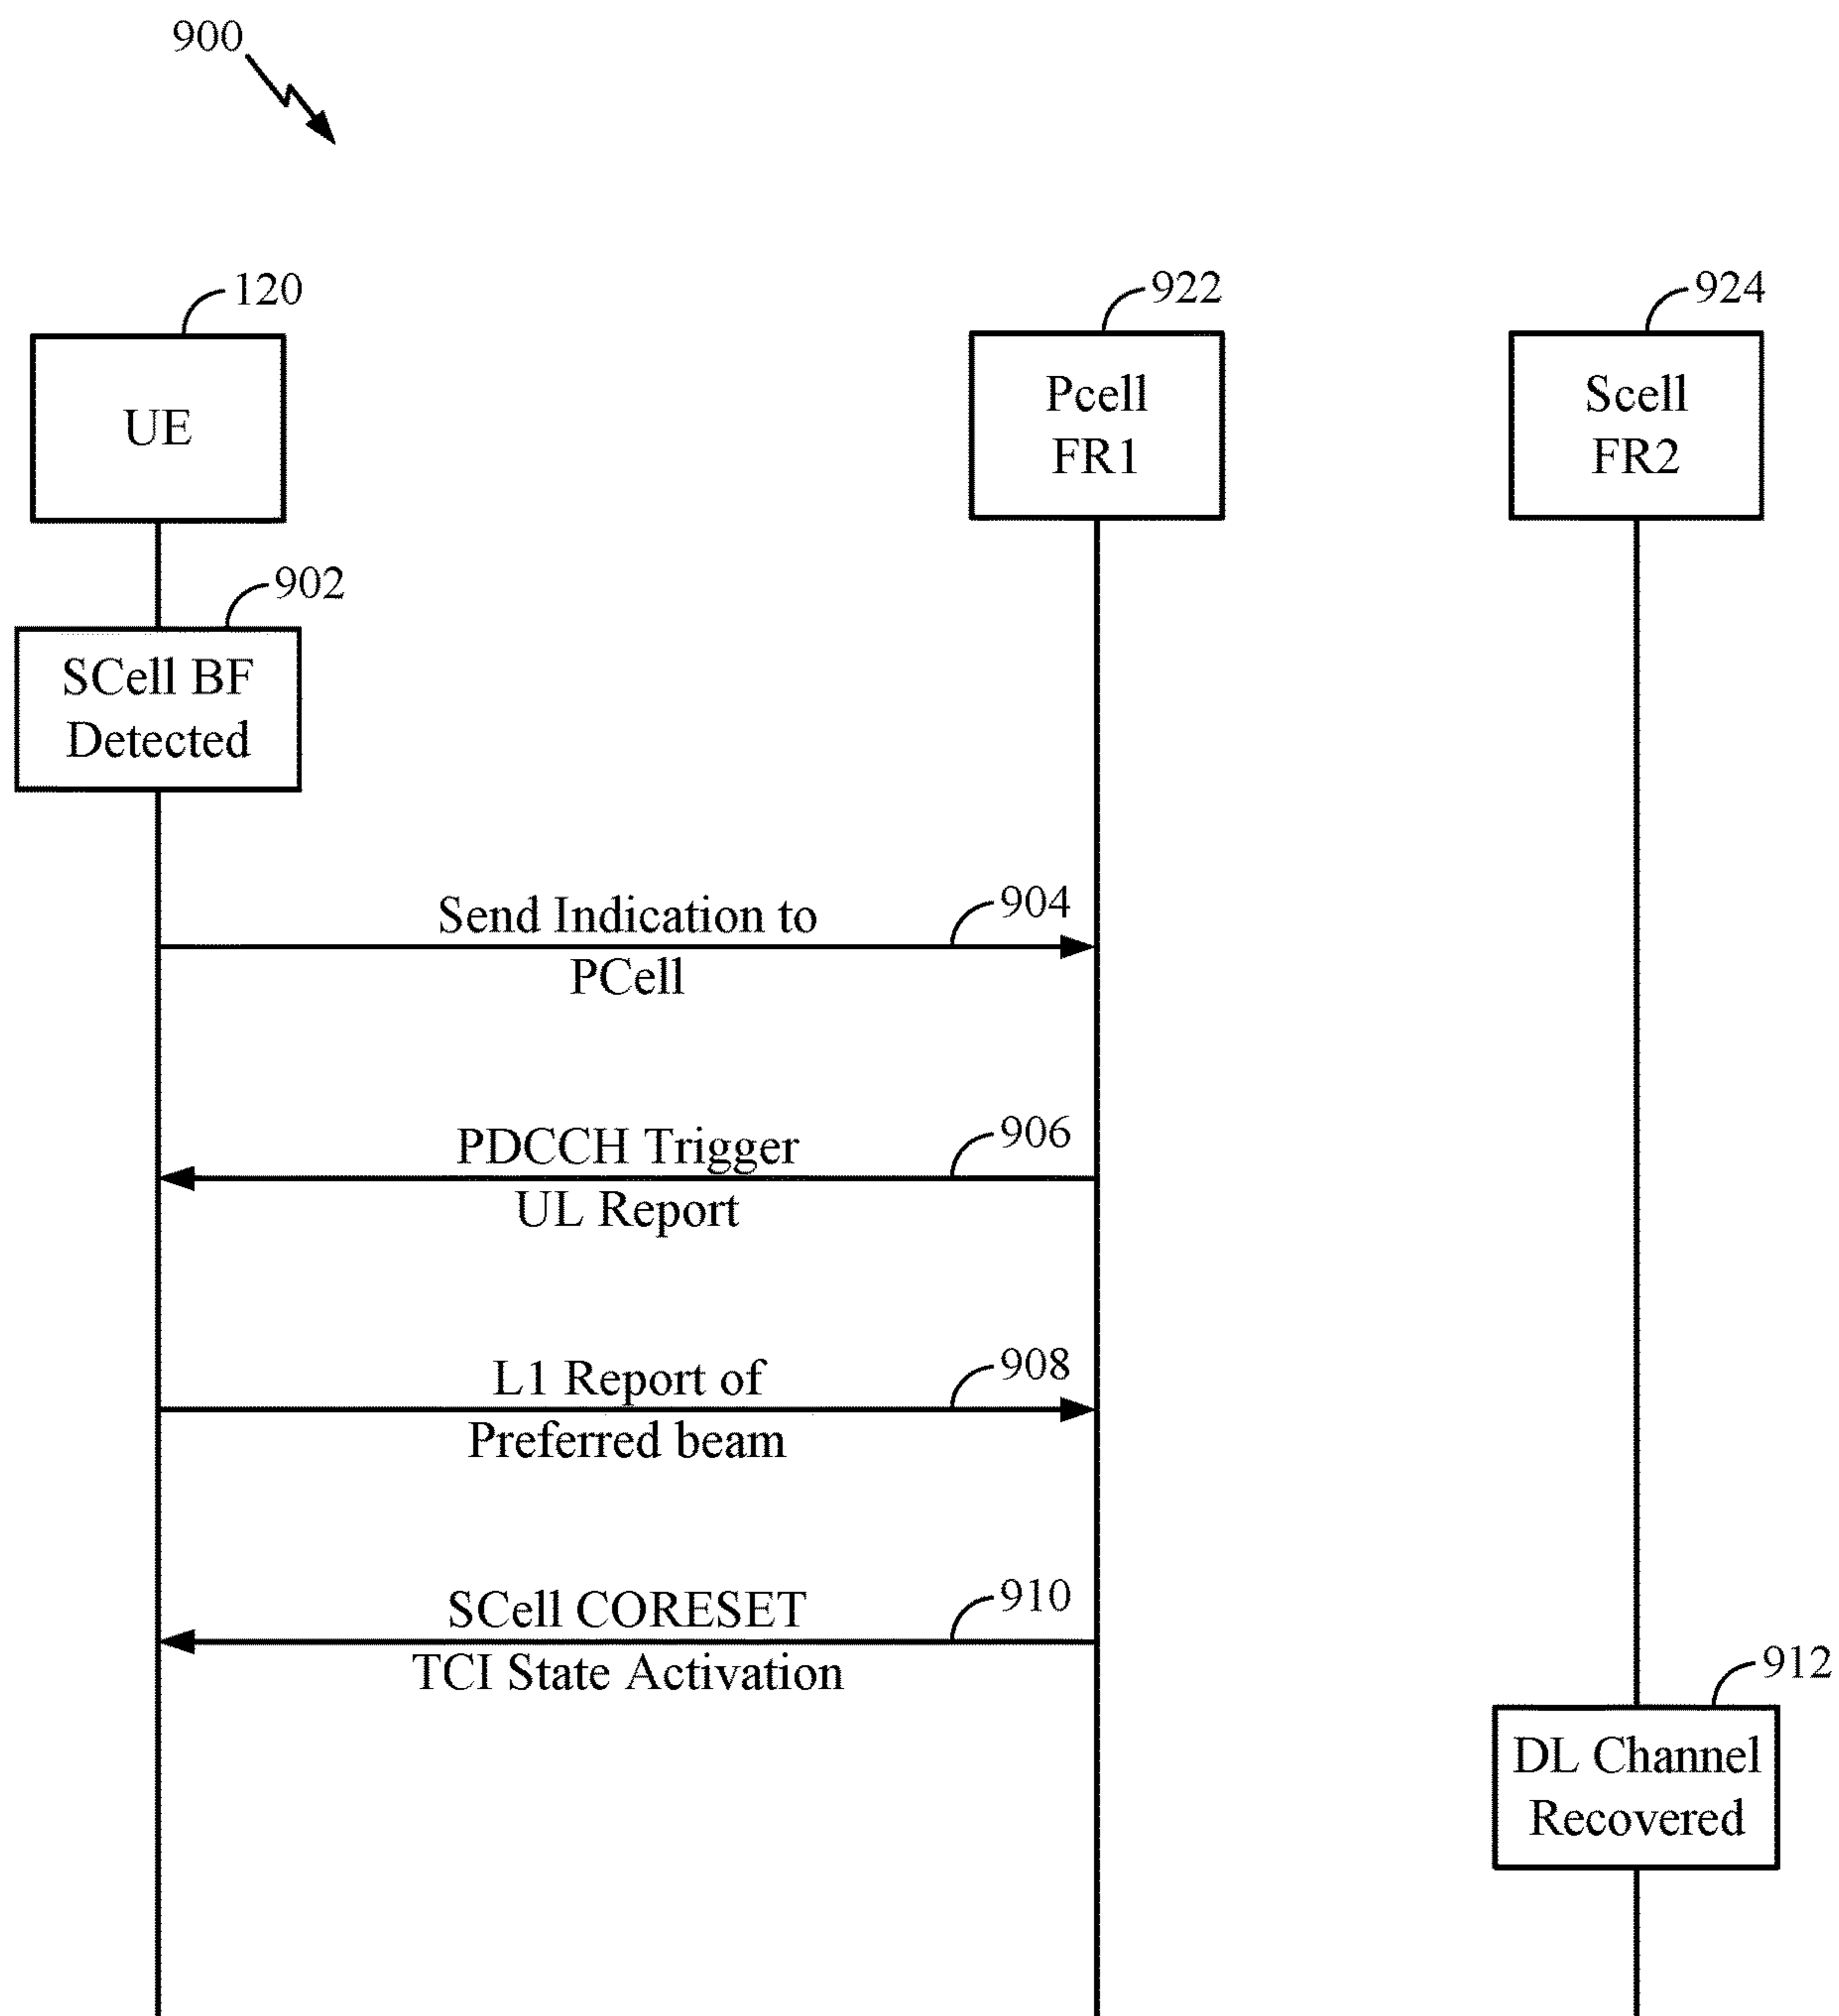 900
120
922
924
UE
Pcell
FR1
Scell
FR2
902
SCell BF
Detected
904
Send Indication to
PCell
906
PDCCH Trigger
UL Report
908
L1 Report of
Preferred beam
910
SCell CORESET
TCI State Activation
912
DL Channel
Recovered